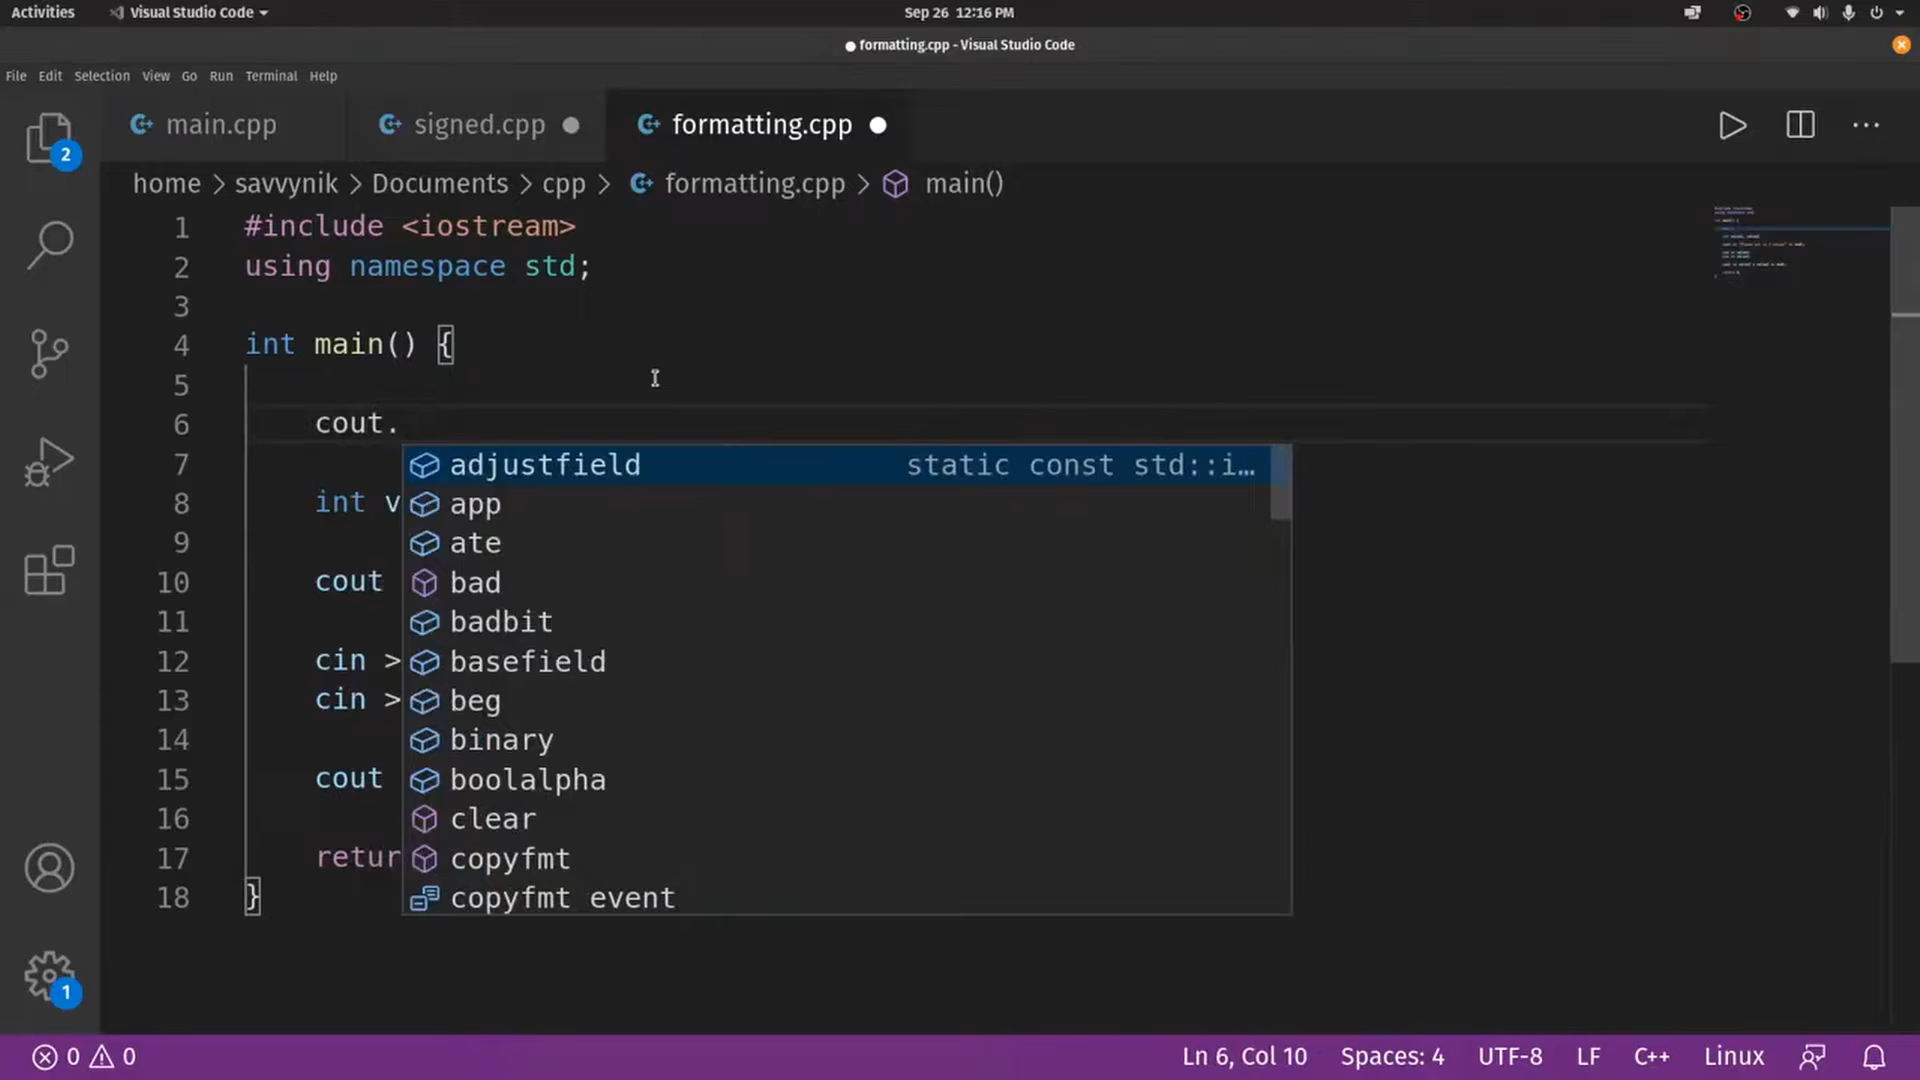 Activities Visual Studio Code Sep 26 12:16 PM
formatting.cpp - Visual Studio Code
File Edit Selection View Go Run Terminal Help
main.cpp signed.cpp formatting.cpp
home > savvynik > Documents > cpp > formatting.cpp > main()
1 #include <iostream>
2 using namespace std;
3
4 int main() {
5
6 cout.
adjustfield static const std::i…
7
app
8 int v
ate
9
bad
10 cout
badbit
11
basefield
12 cin >
beg
13 cin >
binary
14
boolalpha
15 cout
clear
16
copyfmt
17 retur
copyfmt event
18 }
2
1
0 0 Ln 6, Col 10 Spaces: 4 UTF-8 LF C++ Linux